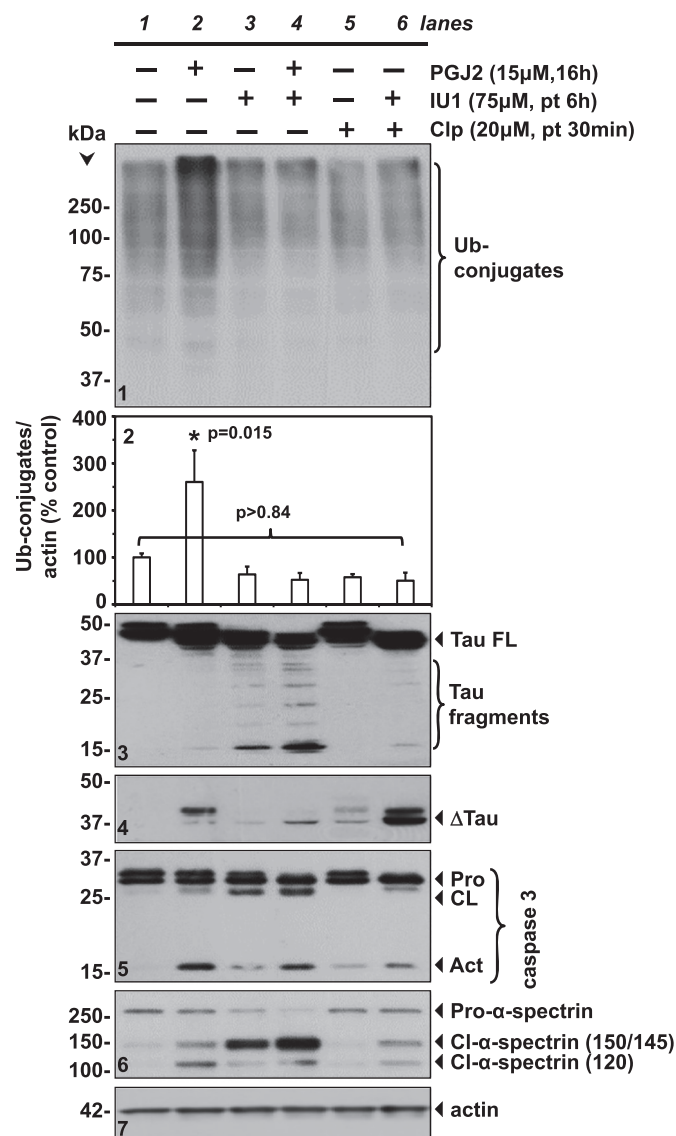 1 2 3 4 5 6 lanes
– + – + – – PGJ2 (15µM,16h)
– – + + – + IU1 (75µM, pt 6h)
– – – – + + Clp (20µM, pt 30min)
kDa
250-
100-
75-
50-
37-
1
Ub-
conjugates
Ub-conjugates/
actin (% control)
400
300
200
100
0
2
* p=0.015
p>0.84
50-
37-
25-
15-
3
Tau FL
Tau
fragments
50-
37-
4
ΔTau
37-
25-
15-
5
Pro
CL
Act
caspase 3
250-
150-
100-
6
Pro-α-spectrin
Cl-α-spectrin (150/145)
Cl-α-spectrin (120)
42-
7
actin